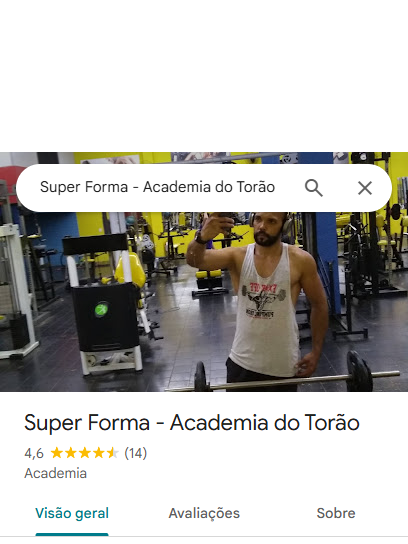 Super Forma - Academia do Torão
Super Forma - Academia do Torão
4,6 (14)
Academia
Visão geral Avaliações Sobre